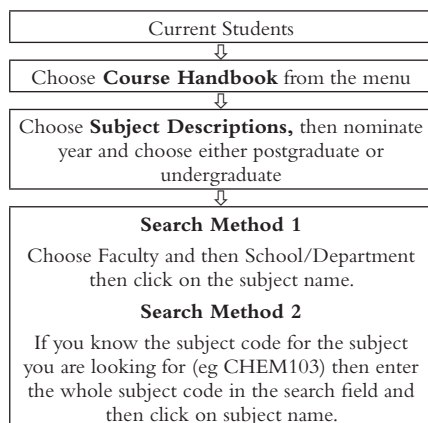 Current Students
Choose Course Handbook from the menu
Choose Subject Descriptions, then nominate
year and choose either postgraduate or
undergraduate
Search Method 1
Choose Faculty and then School/Department
then click on the subject name.
Search Method 2
If you know the subject code for the subject
you are looking for (eg CHEM103) then enter
the whole subject code in the search field and
then click on subject name.